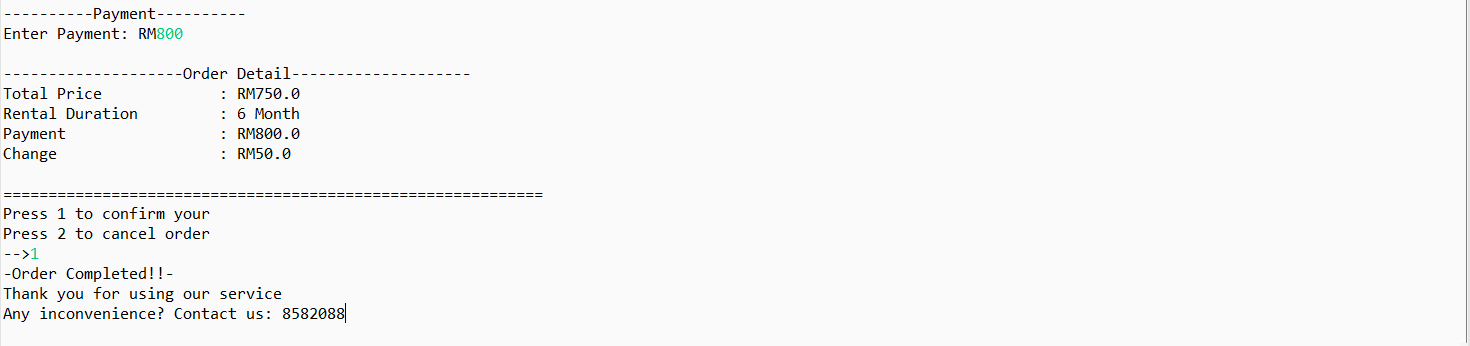 ----------Payment----------
Enter Payment: RM800
--------------------Order Detail--------------------
Total Price             : RM750.0
Rental Duration         : 6 Month
Payment                 : RM800.0
Change                  : RM50.0
============================================================
Press 1 to confirm your
Press 2 to cancel order
-->1
-Order Completed!!-
Thank you for using our service
Any inconvenience? Contact us: 8582088